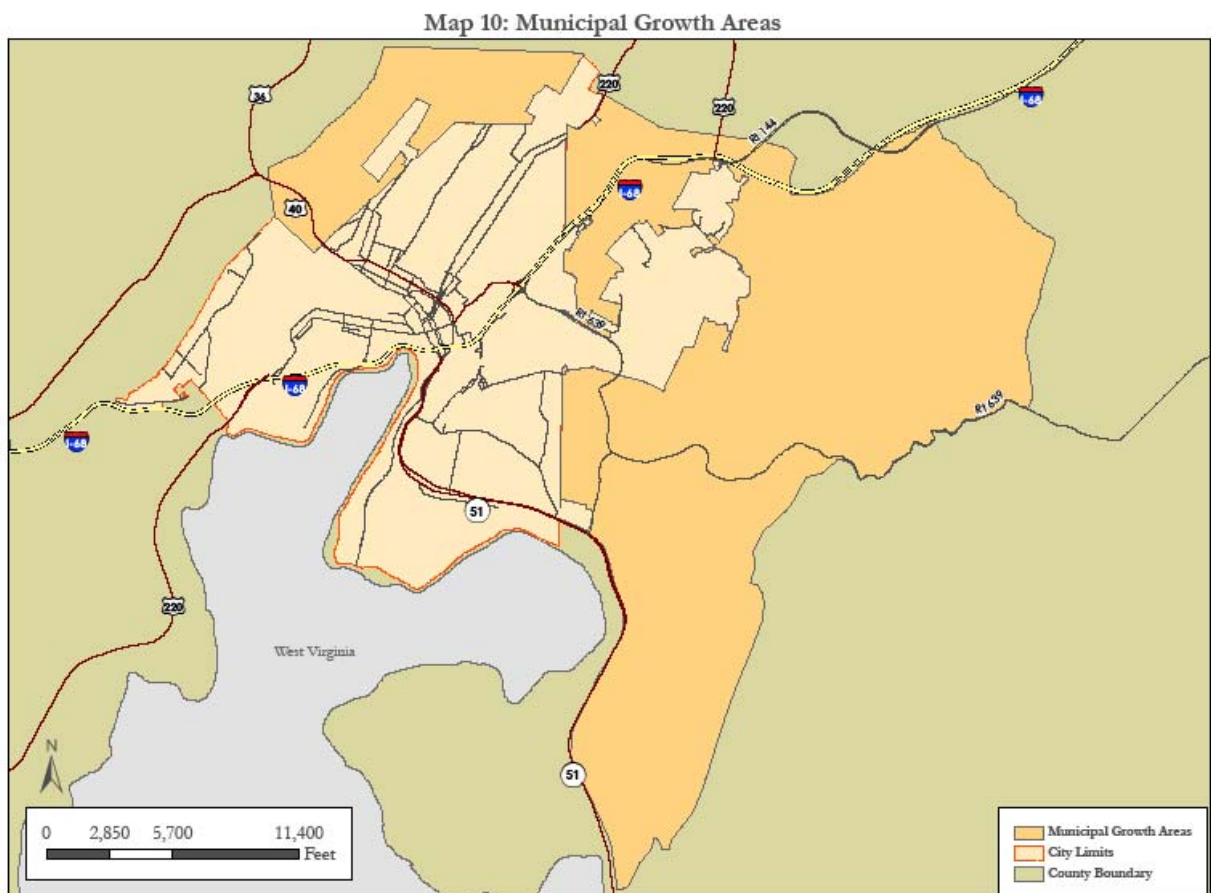 Map 10: Municipal Growth Areas
220
36
220
I-68
Rt 144
I-68
40
Rt 639
I-68
Rt 639
I-68
51
220
West Virginia
N
51
0 2,850 5,700 11,400
Feet
Municipal Growth Areas
City Limits
County Boundary